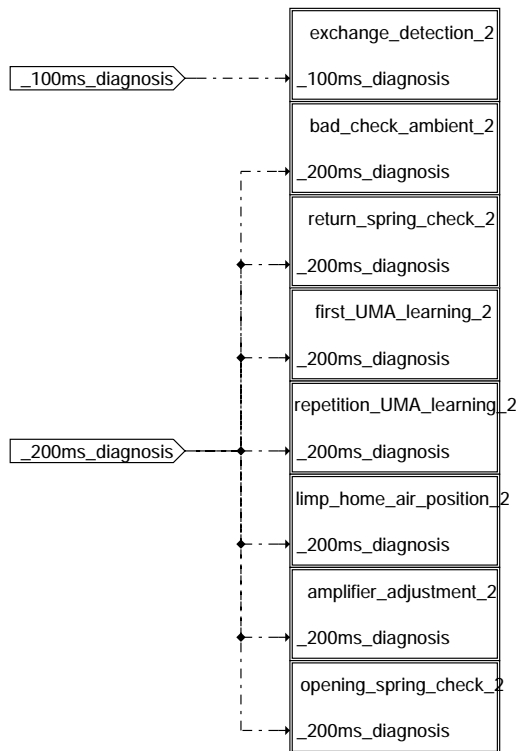 exchange_detection_2
_100ms_diagnosis
_100ms_diagnosis
bad_check_ambient_2
_200ms_diagnosis
return_spring_check_2
_200ms_diagnosis
first_UMA_learning_2
_200ms_diagnosis
repetition_UMA_learning_2
_200ms_diagnosis
_200ms_diagnosis
limp_home_air_position_2
_200ms_diagnosis
amplifier_adjustment_2
_200ms_diagnosis
opening_spring_check_2
_200ms_diagnosis